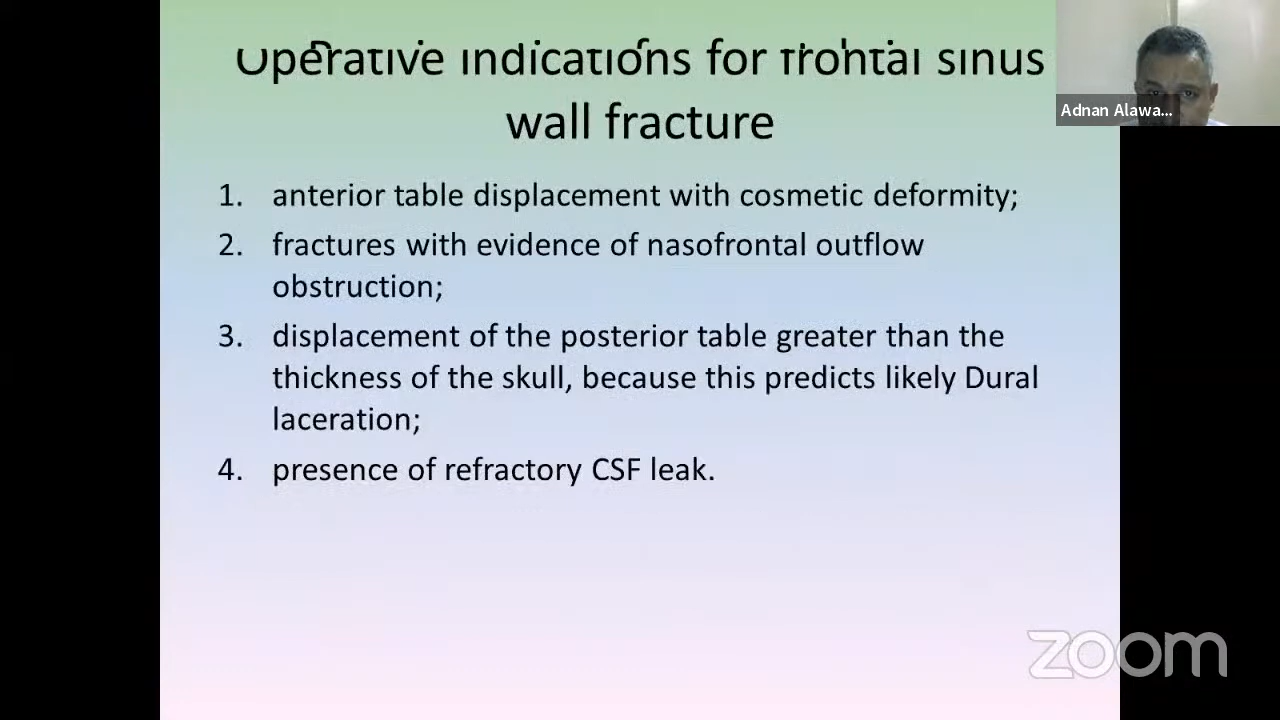 Operative indications for frontal sinus
wall fracture
1. anterior table displacement with cosmetic deformity;
2. fractures with evidence of nasofrontal outflow
obstruction;
3. displacement of the posterior table greater than the
thickness of the skull, because this predicts likely Dural
laceration;
4. presence of refractory CSF leak.
Adnan Alawa...
zoom